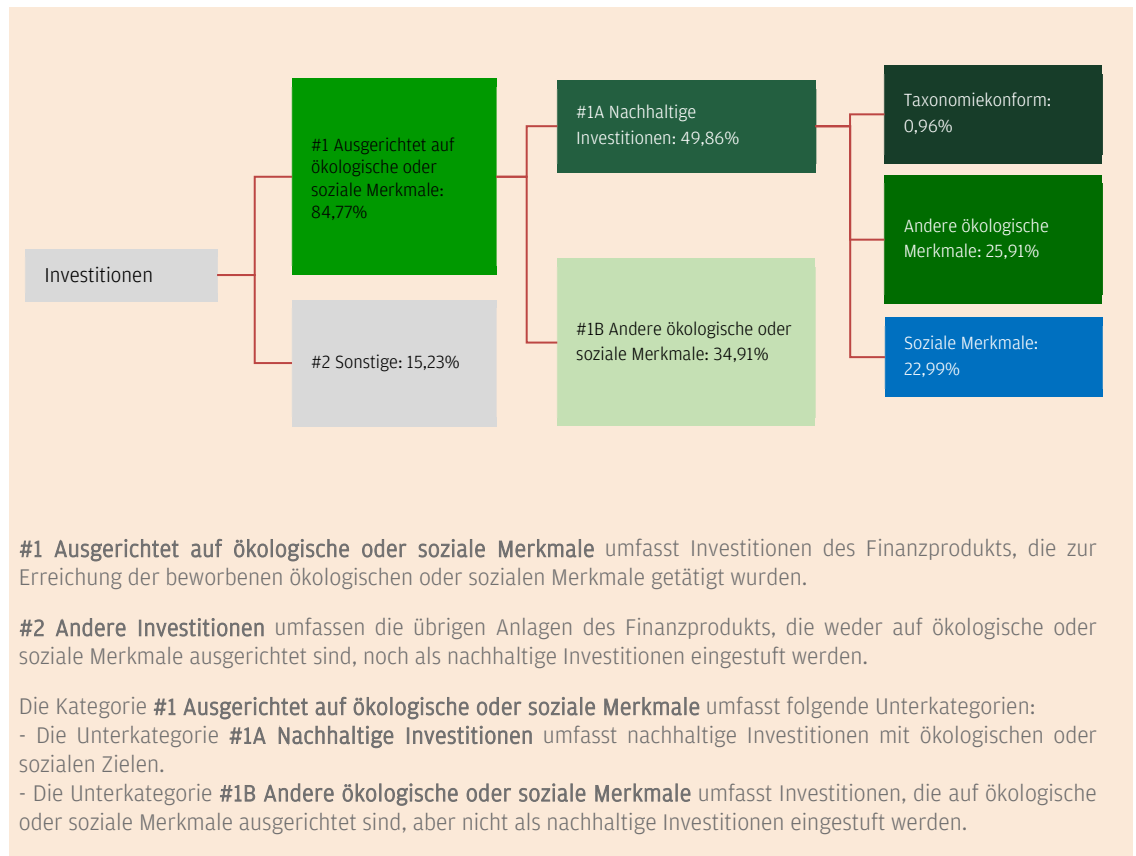 Investitionen
#1 Ausgerichtet auf
ökologische oder
soziale Merkmale:
84,77%
#2 Sonstige: 15,23%
#1A Nachhaltige
Investitionen: 49,86%
#1B Andere ökologische oder
soziale Merkmale: 34,91%
Taxonomiekonform:
0,96%
Andere ökologische
Merkmale: 25,91%
Soziale Merkmale:
22,99%
#1 Ausgerichtet auf ökologische oder soziale Merkmale umfasst Investitionen des Finanzprodukts, die zur
Erreichung der beworbenen ökologischen oder sozialen Merkmale getätigt wurden.
#2 Andere Investitionen umfassen die übrigen Anlagen des Finanzprodukts, die weder auf ökologische oder
soziale Merkmale ausgerichtet sind, noch als nachhaltige Investitionen eingestuft werden.
Die Kategorie #1 Ausgerichtet auf ökologische oder soziale Merkmale umfasst folgende Unterkategorien:
- Die Unterkategorie #1A Nachhaltige Investitionen umfasst nachhaltige Investitionen mit ökologischen oder
sozialen Zielen.
- Die Unterkategorie #1B Andere ökologische oder soziale Merkmale umfasst Investitionen, die auf ökologische
oder soziale Merkmale ausgerichtet sind, aber nicht als nachhaltige Investitionen eingestuft werden.